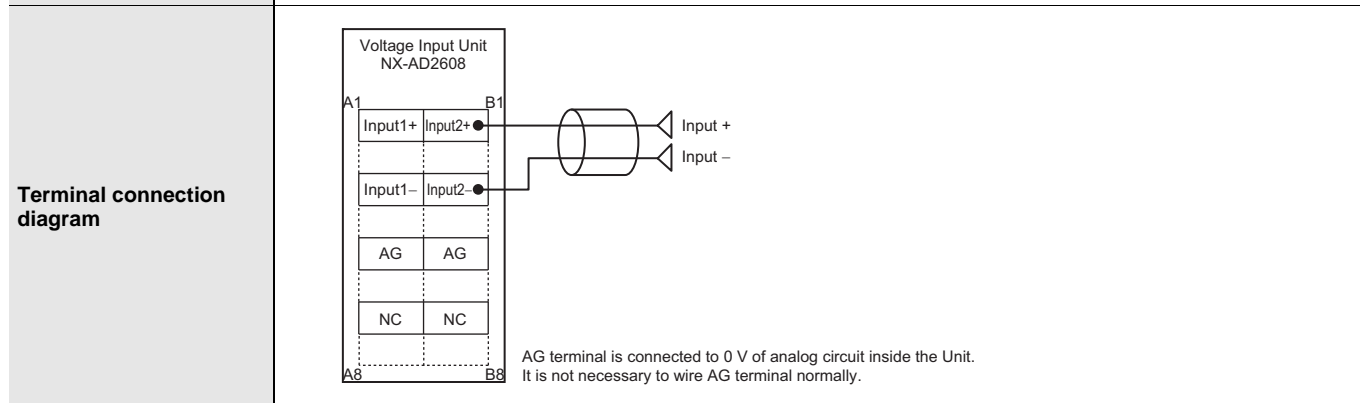 Terminal connection
diagram
Voltage Input Unit
NX-AD2608
A1 B1
Input1+ Input2+ Input +
Input –
Input1– Input2–
AG AG
NC NC
A8 B8
AG terminal is connected to 0 V of analog circuit inside the Unit.
It is not necessary to wire AG terminal normally.